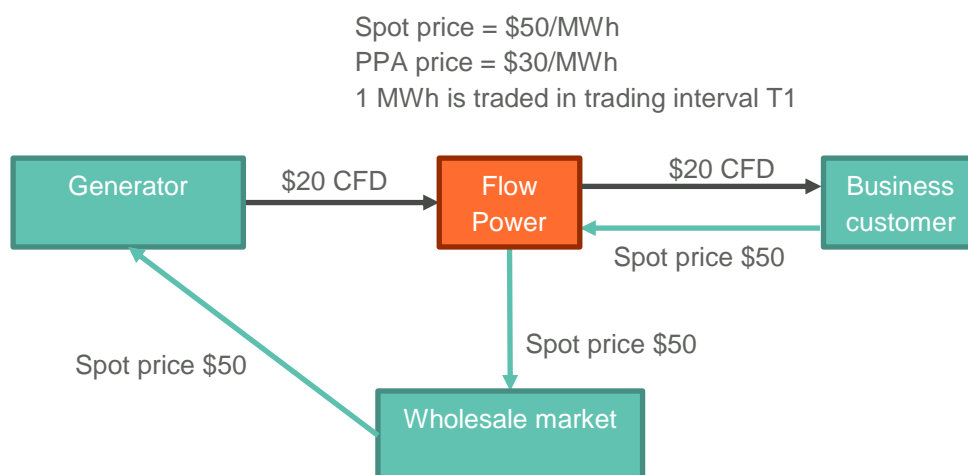 Spot price = $50/MWh
PPA price = $30/MWh
1 MWh is traded in trading interval T1
Generator
$20 CFD
Flow
Power
$20 CFD
Business
customer
Spot price $50
Spot price $50
Spot price $50
Wholesale market